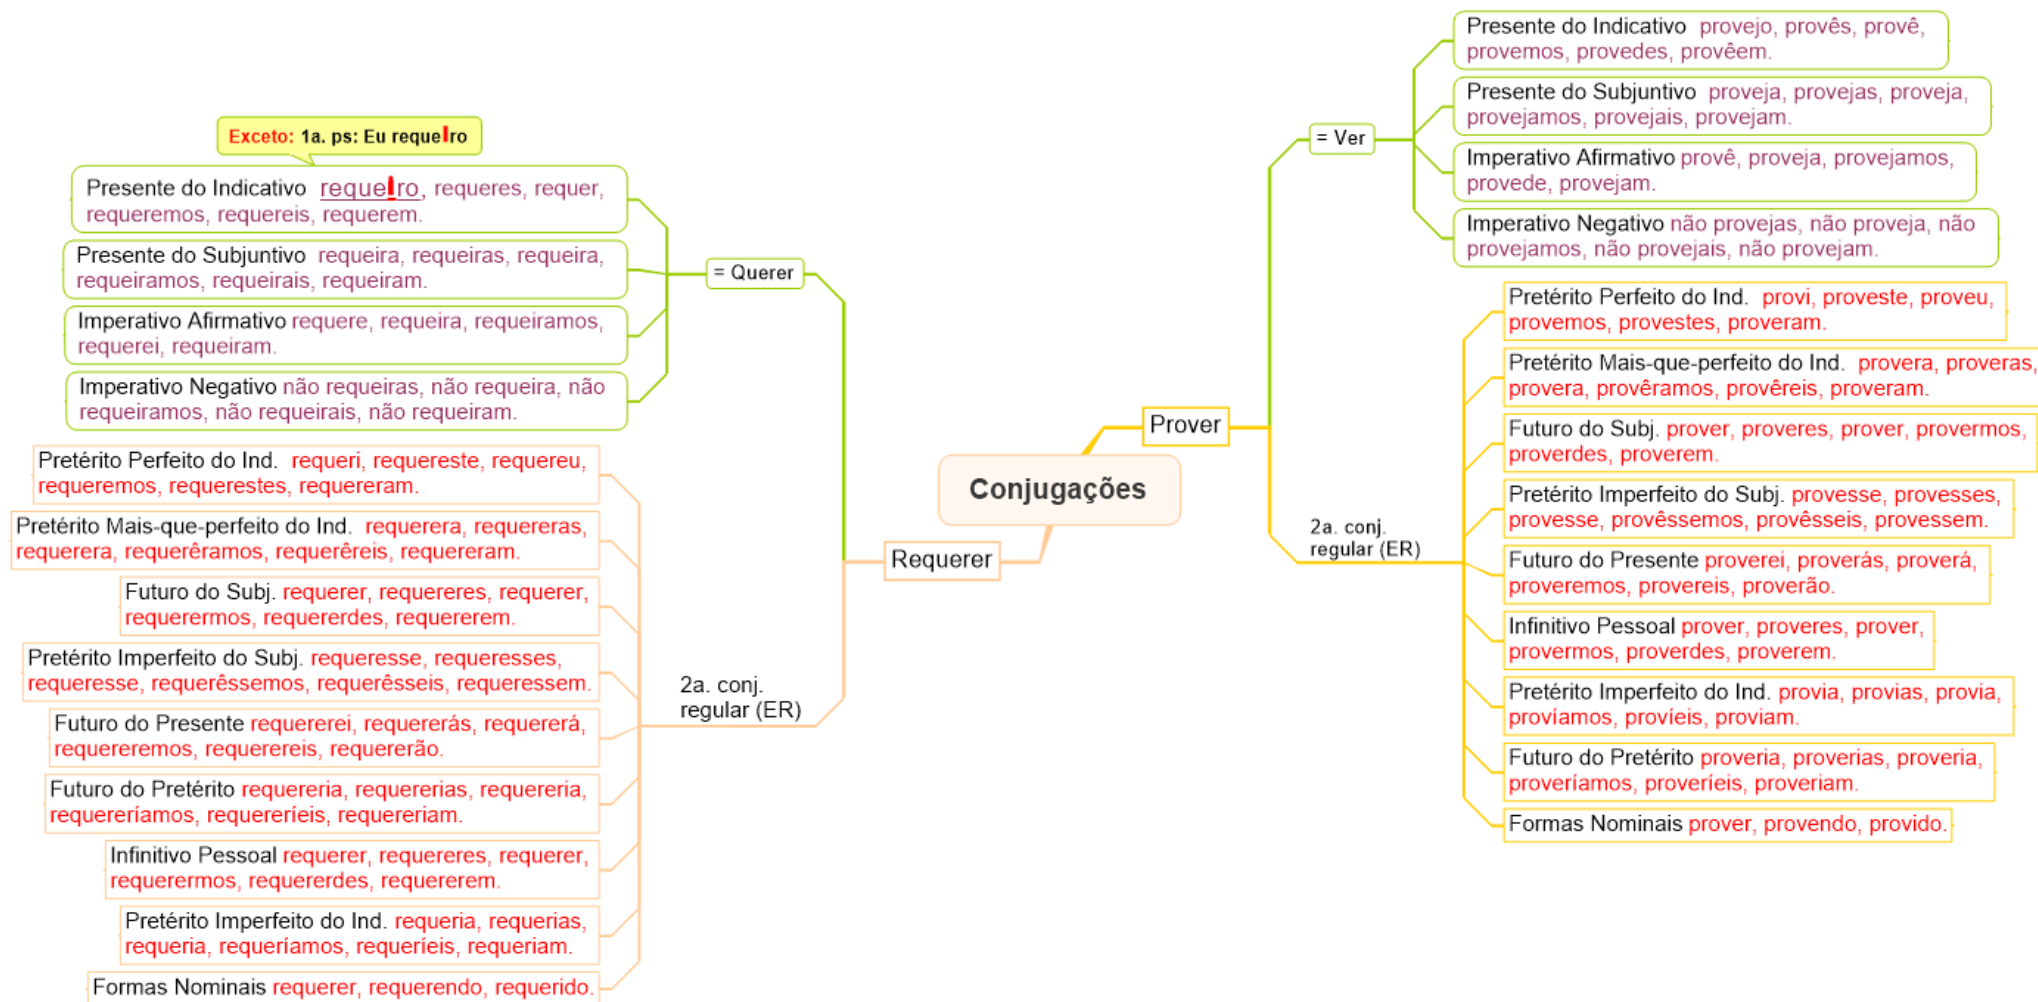 Conjugações
Prover
= Ver
Presente do Indicativo provejo, provês, provê,
provemos, provedes, provêem.
Presente do Subjuntivo proveja, provejas, proveja,
provejamos, provejais, provejam.
Imperativo Afirmativo provê, proveja, provejamos,
provede, provejam.
Imperativo Negativo não provejas, não proveja, não
provejamos, não provejais, não provejam.
2a. conj.
regular (ER)
Pretérito Perfeito do Ind. provi, proveste, proveu,
provemos, provestes, proveram.
Pretérito Mais-que-perfeito do Ind. provera, proveras,
provera, provêramos, provêreis, proveram.
Futuro do Subj. prover, proveres, prover, provermos,
proverdes, proverem.
Pretérito Imperfeito do Subj. provesse, provesses,
provesse, provêssemos, provêsseis, provessem.
Futuro do Presente proverei, proverás, proverá,
proveremos, provereis, proverão.
Infinitivo Pessoal prover, proveres, prover,
provermos, proverdes, proverem.
Pretérito Imperfeito do Ind. provia, provias, provia,
províamos, províeis, proviam.
Futuro do Pretérito proveria, proverias, proveria,
proveríamos, proveríeis, proveriam.
Formas Nominais prover, provendo, provido.
Requerer
= Querer
Exceto: 1a. ps: Eu requeIro
Presente do Indicativo requeIro, requeres, requer,
requeremos, requereis, requerem.
Presente do Subjuntivo requeira, requeiras, requeira,
requeiramos, requeirais, requeiram.
Imperativo Afirmativo requere, requeira, requeiramos,
requerei, requeiram.
Imperativo Negativo não requeiras, não requeira, não
requeiramos, não requeirais, não requeiram.
2a. conj.
regular (ER)
Pretérito Perfeito do Ind. requeri, requereste, requereu,
requeremos, requerestes, requereram.
Pretérito Mais-que-perfeito do Ind. requerera, requereras,
requerera, requerêramos, requerêreis, requereram.
Futuro do Subj. requerer, requereres, requerer,
requerermos, requererdes, requererem.
Pretérito Imperfeito do Subj. requeresse, requeresses,
requeresse, requerêssemos, requerêsseis, requeressem.
Futuro do Presente requererei, requererás, requererá,
requereremos, requerereis, requererão.
Futuro do Pretérito requereria, requererias, requereria,
requereríamos, requereríeis, requereriam.
Infinitivo Pessoal requerer, requereres, requerer,
requerermos, requererdes, requererem.
Pretérito Imperfeito do Ind. requeria, requerias,
requeria, requeríamos, requeríeis, requeriam.
Formas Nominais requerer, requerendo, requerido.